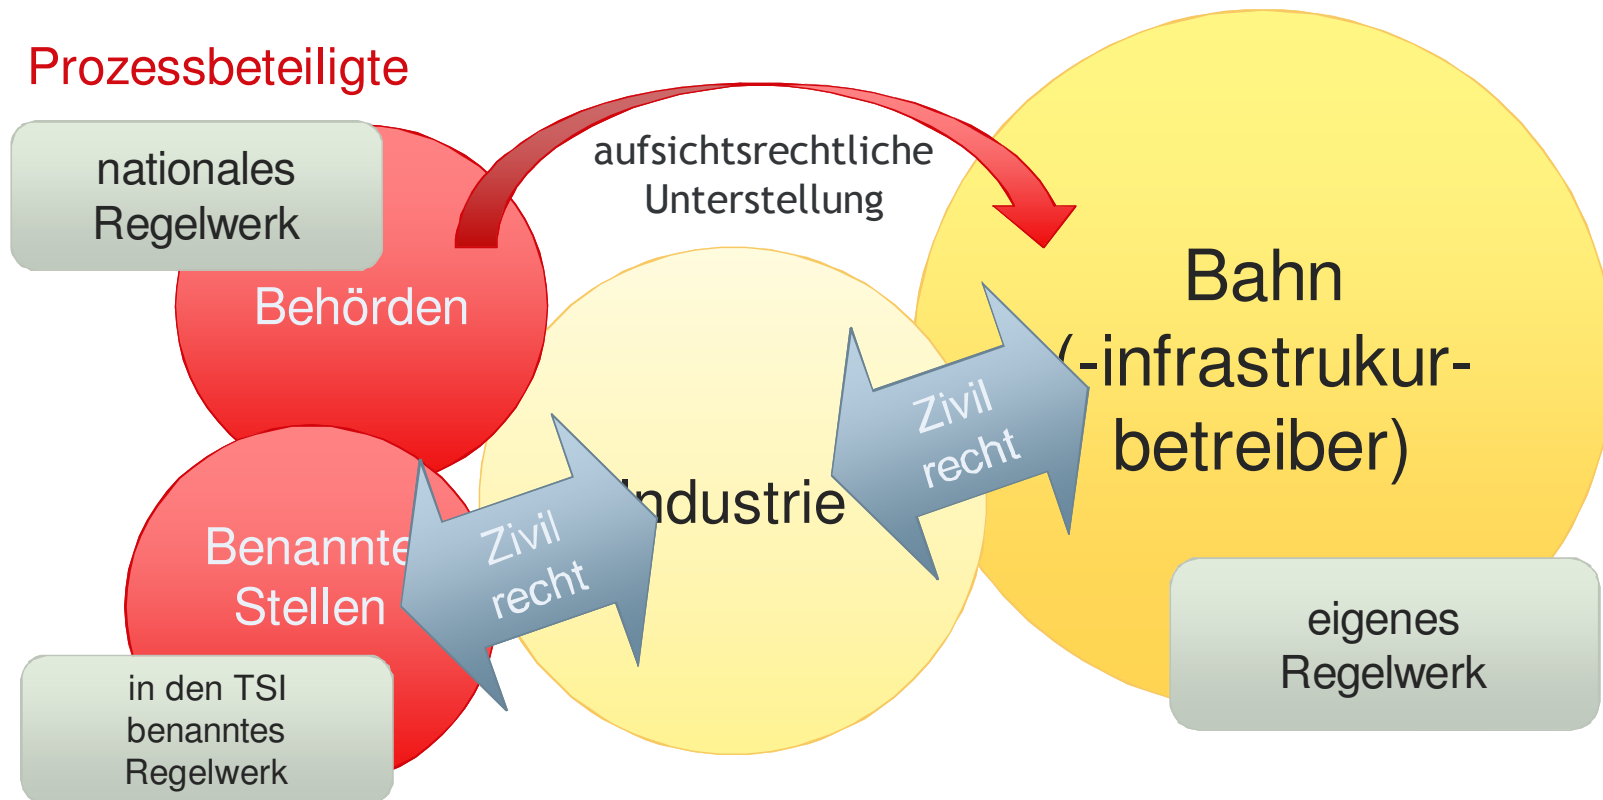 Prozessbeteiligte
nationales
Regelwerk
Behörden
aufsichtsrechtliche
Unterstellung
Bahn
(-infrastrukur-
betreiber)
Zivil
recht
Industrie
Zivil
recht
Benannte
Stellen
in den TSI
benanntes
Regelwerk
eigenes
Regelwerk